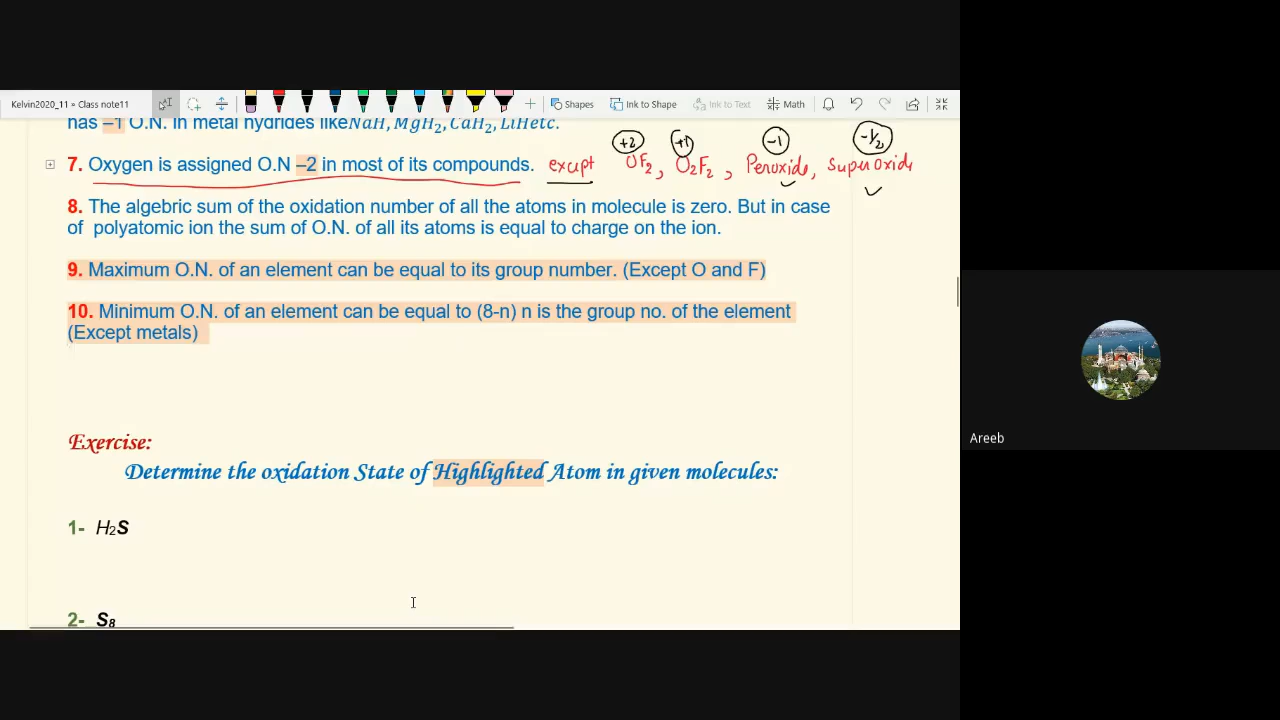 Kelvin2020_11 » Class note11
Shapes Ink to Shape Ink to Text Math
has –1 O.N. In metal hydrides likeNaH, MgH₂, CaH₂, LiHetc.
+2 +1 –1 –1/2
7. Oxygen is assigned O.N –2 in most of its compounds. except OF₂, O₂F₂, Peroxide, Superoxide
8. The algebric sum of the oxidation number of all the atoms in molecule is zero. But in case
of polyatomic ion the sum of O.N. of all its atoms is equal to charge on the ion.
9. Maximum O.N. of an element can be equal to its group number. (Except O and F)
10. Minimum O.N. of an element can be equal to (8-n) n is the group no. of the element
(Except metals)
Exercise:
Determine the oxidation State of Highlighted Atom in given molecules:
1- H₂S
2- S₈
Areeb